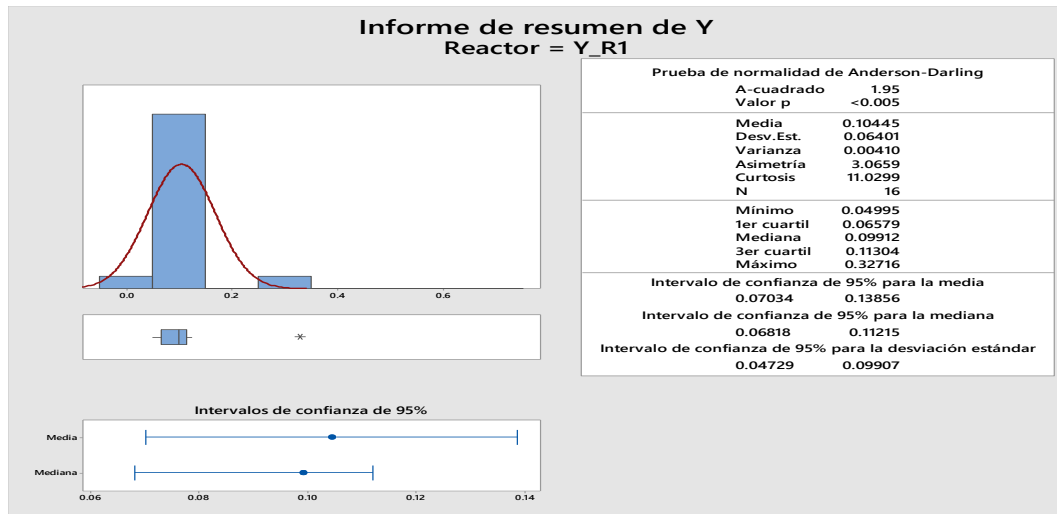 Informe de resumen de Y
Reactor = Y_R1
0.0 0.2 0.4 0.6
Intervalos de confianza de 95%
Media
Mediana
0.06 0.08 0.10 0.12 0.14
Prueba de normalidad de Anderson-Darling
A-cuadrado 1.95
Valor p <0.005
Media 0.10445
Desv.Est. 0.06401
Varianza 0.00410
Asimetría 3.0659
Curtosis 11.0299
N 16
Mínimo 0.04995
1er cuartil 0.06579
Mediana 0.09912
3er cuartil 0.11304
Máximo 0.32716
Intervalo de confianza de 95% para la media
0.07034 0.13856
Intervalo de confianza de 95% para la mediana
0.06818 0.11215
Intervalo de confianza de 95% para la desviación estándar
0.04729 0.09907